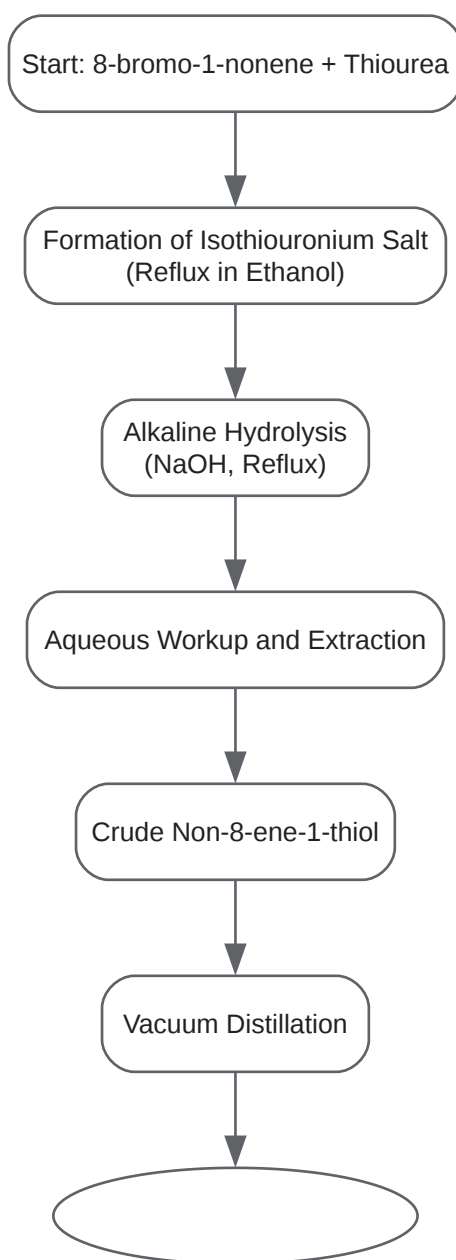 Start: 8-bromo-1-nonene + Thiourea
Formation of Isothiouronium Salt
(Reflux in Ethanol)
Alkaline Hydrolysis
(NaOH, Reflux)
Aqueous Workup and Extraction
Crude Non-8-ene-1-thiol
Vacuum Distillation